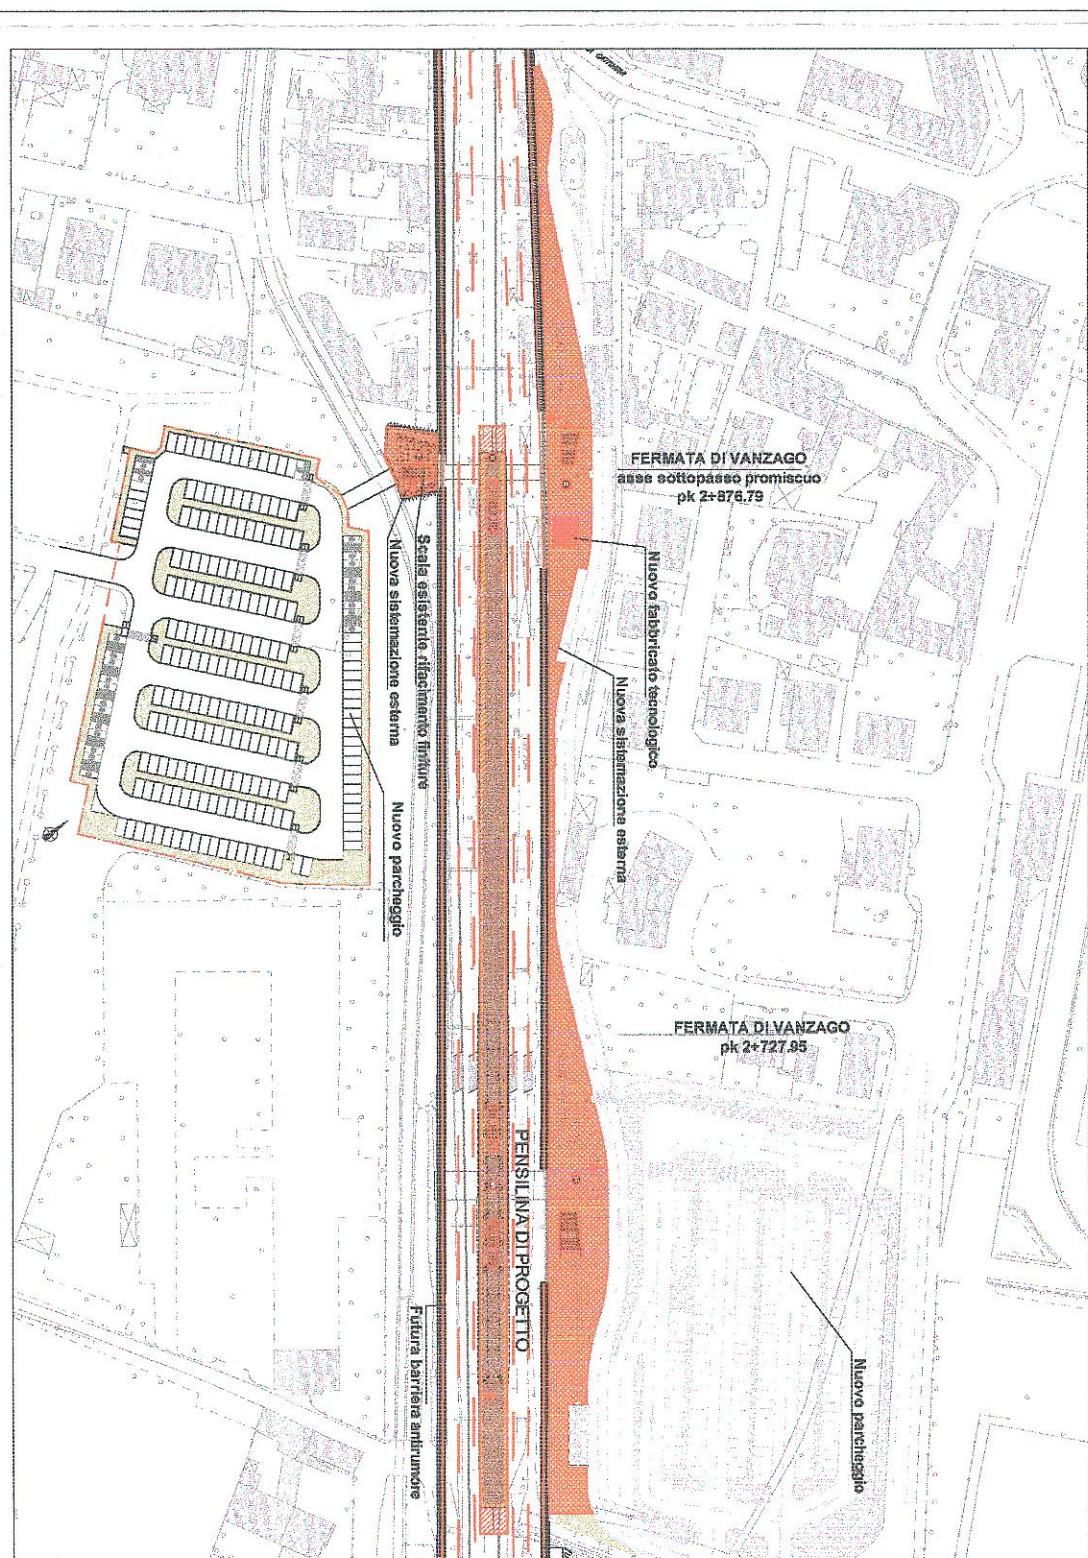 FERMATA DI VANZAGO
asse sottopasso promiscuo
pk 2+876.79
Nuovo fabbricato tecnologico
Nuova sistemazione esterna
Scala esistente rifacimento finiture
Nuova sistemazione esterna
Nuovo parcheggio
FERMATA DI VANZAGO
pk 2+727.95
PENSILINA DI PROGETTO
Futura barriera antirumore
Nuovo parcheggio